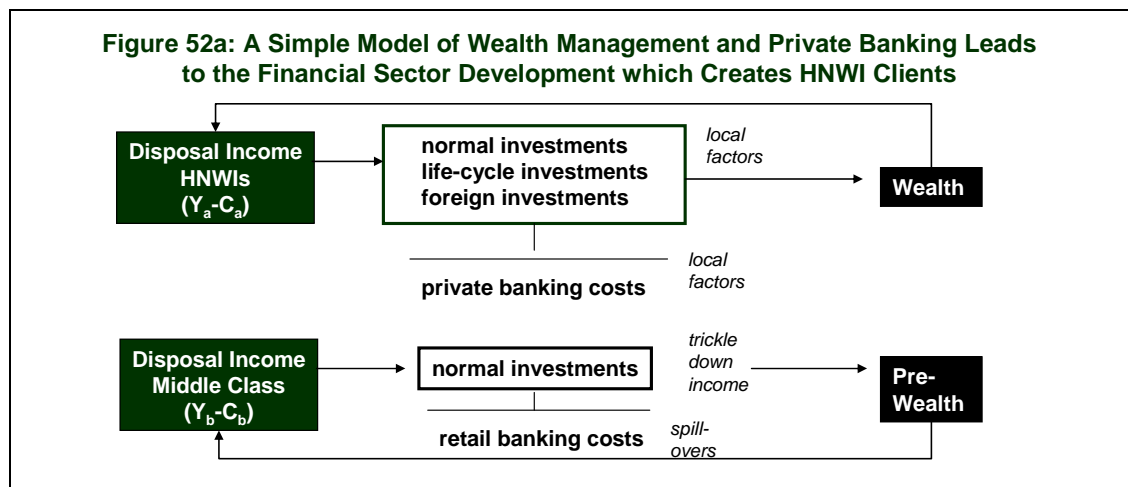 Figure 52a: A Simple Model of Wealth Management and Private Banking Leads
to the Financial Sector Development which Creates HNWI Clients
Disposal Income
HNWIs
(Ya-Ca)
normal investments
life-cycle investments
foreign investments
local
factors
Wealth
private banking costs
local
factors
Disposal Income
Middle Class
(Yb-Cb)
normal investments
trickle
down
income
Pre-
Wealth
retail banking costs
spill-
overs